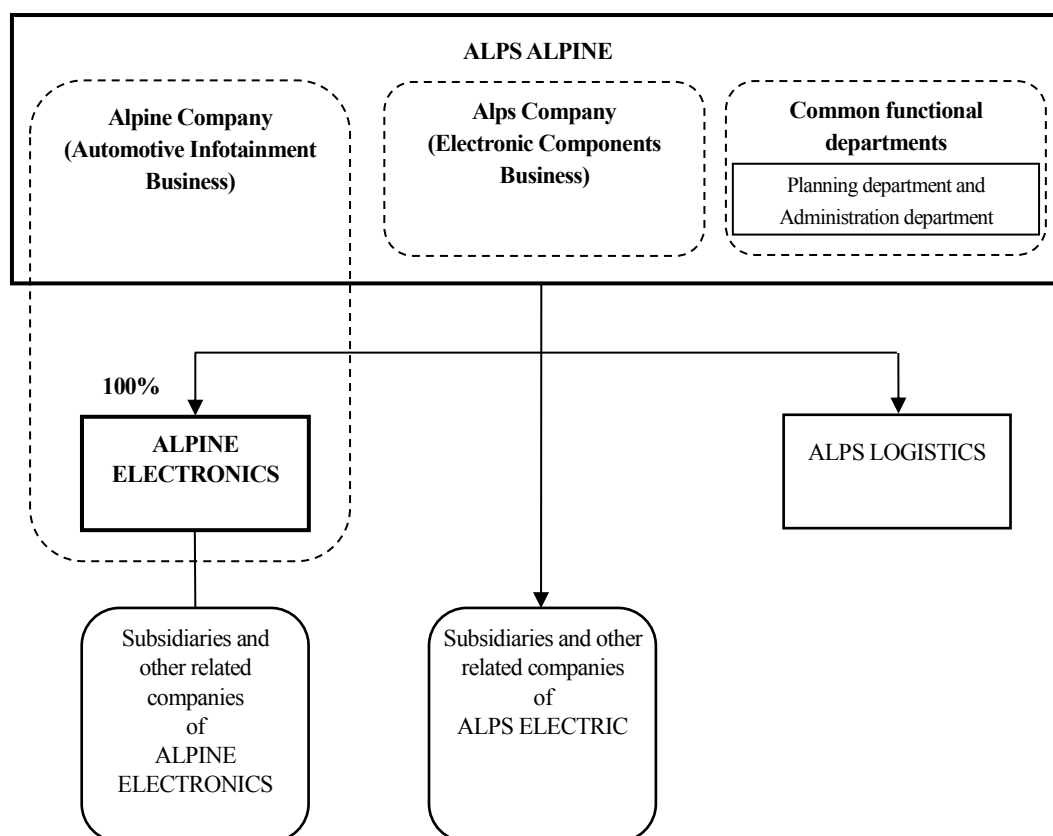 ALPS ALPINE
Alpine Company
(Automotive Infotainment
Business)
Alps Company
(Electronic Components
Business)
Common functional
departments
Planning department and
Administration department
100%
ALPINE
ELECTRONICS
ALPS LOGISTICS
Subsidiaries and
other related
companies
of
ALPINE
ELECTRONICS
Subsidiaries and other
related companies
of
ALPS ELECTRIC